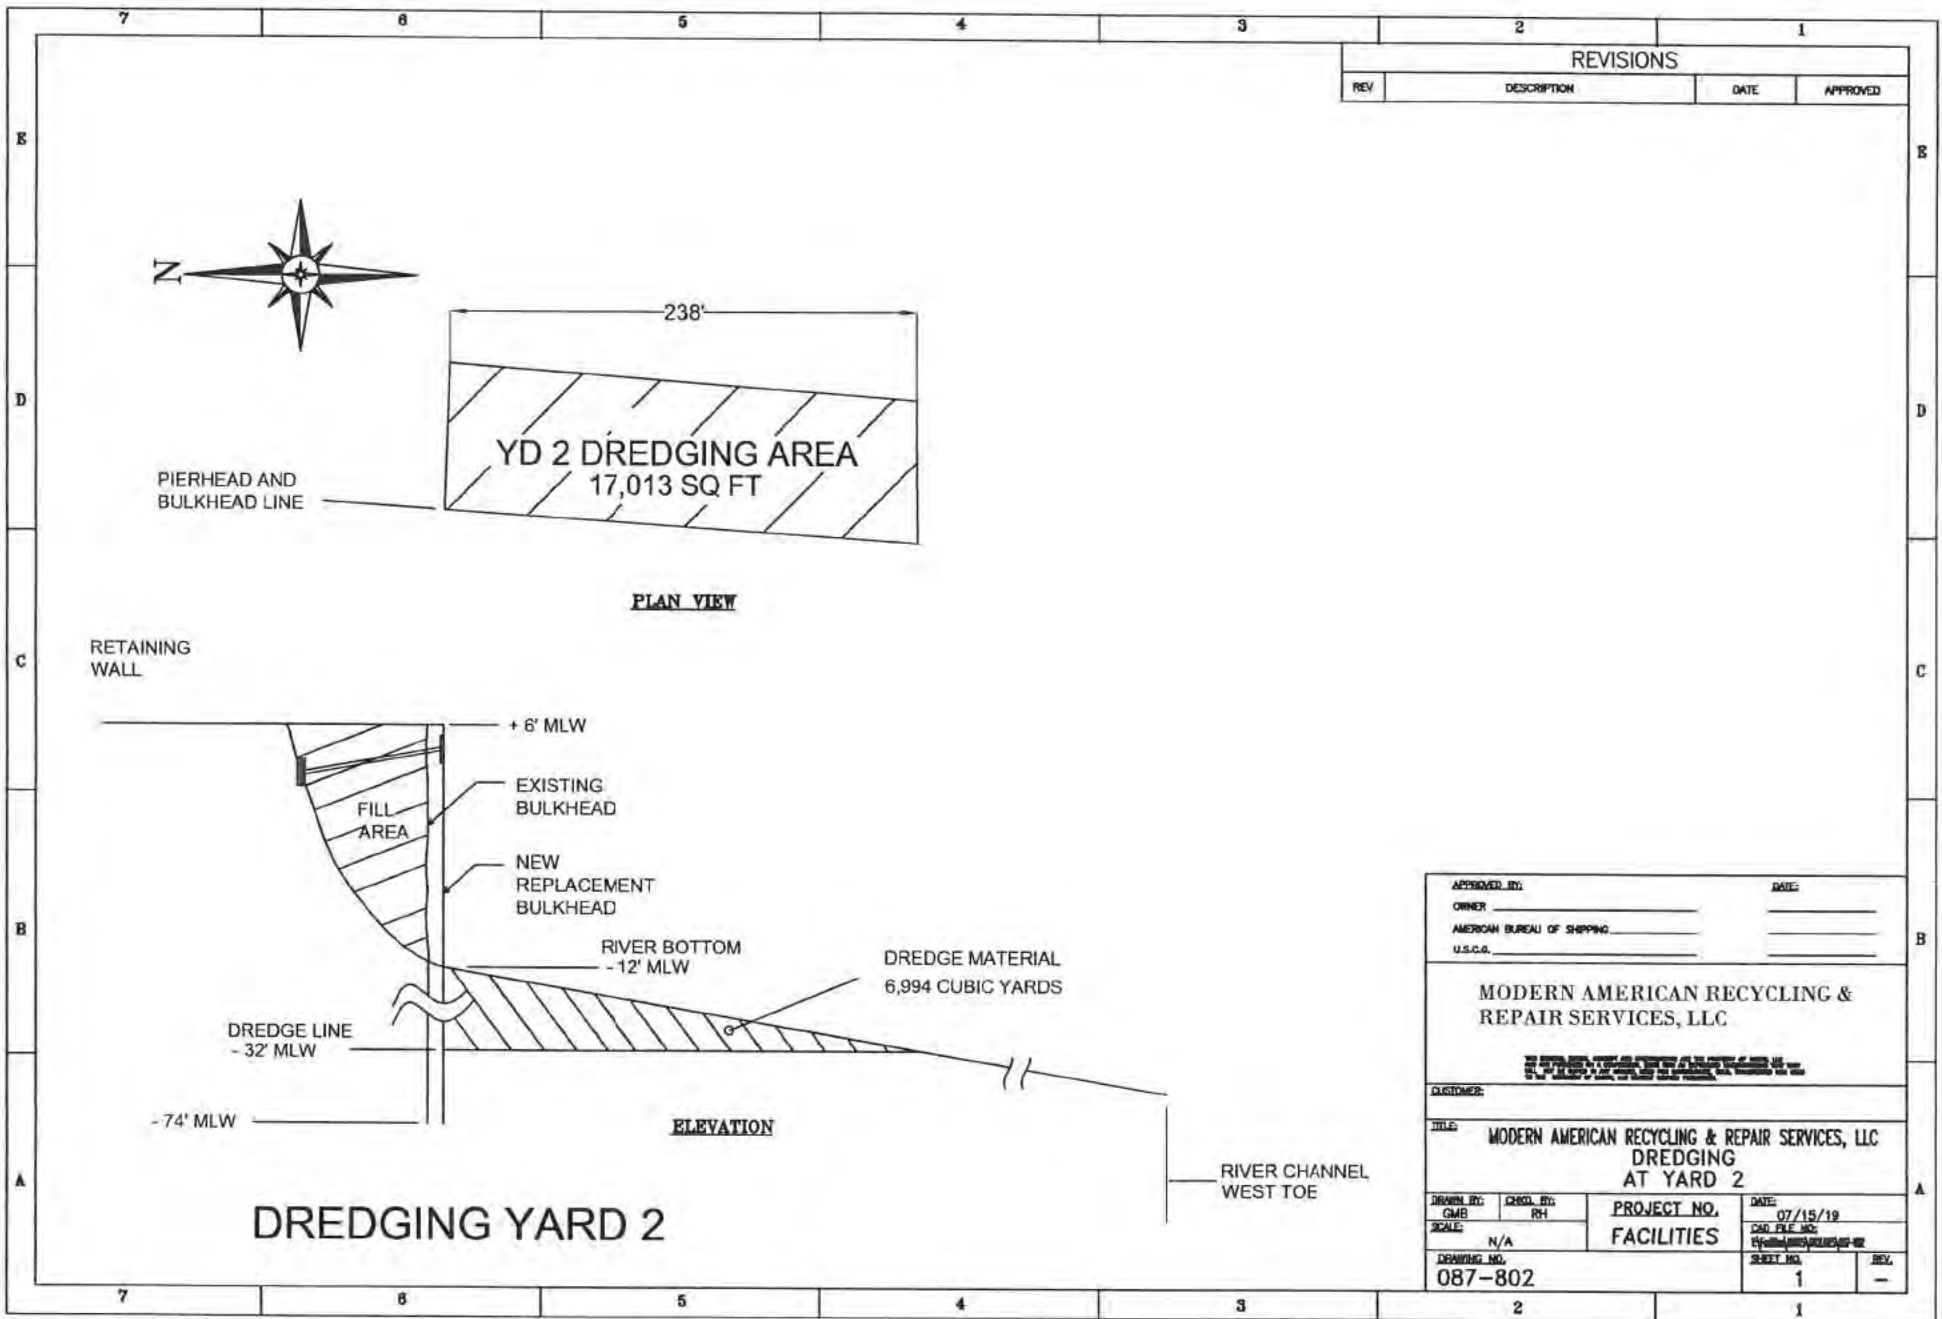 7 6 5 4 3 2 1
REVISIONS
REV DESCRIPTION DATE APPROVED
E E
N
238'
D D
YD 2 DREDGING AREA
17,013 SQ FT
PIERHEAD AND
BULKHEAD LINE
PLAN VIEW
RETAINING
WALL
C C
+ 6' MLW
EXISTING
BULKHEAD
FILL
AREA
NEW
REPLACEMENT
BULKHEAD
B B
RIVER BOTTOM
- 12' MLW
DREDGE MATERIAL
6,994 CUBIC YARDS
DREDGE LINE
- 32' MLW
- 74' MLW
ELEVATION
RIVER CHANNEL
WEST TOE
A A
DREDGING YARD 2
APPROVED BY: DATE:
OWNER
AMERICAN BUREAU OF SHIPPING
U.S.C.G.
MODERN AMERICAN RECYCLING &
REPAIR SERVICES, LLC
CUSTOMER:
TITLE:
MODERN AMERICAN RECYCLING & REPAIR SERVICES, LLC
DREDGING
AT YARD 2
DRAWN BY: GMB
CHKD. BY: RH
PROJECT NO.
FACILITIES
DATE: 07/15/19
SCALE: N/A
CAD FILE NO:
DRAWING NO.
087-802
SHEET NO.
1
REV.
-
7 6 5 4 3 2 1